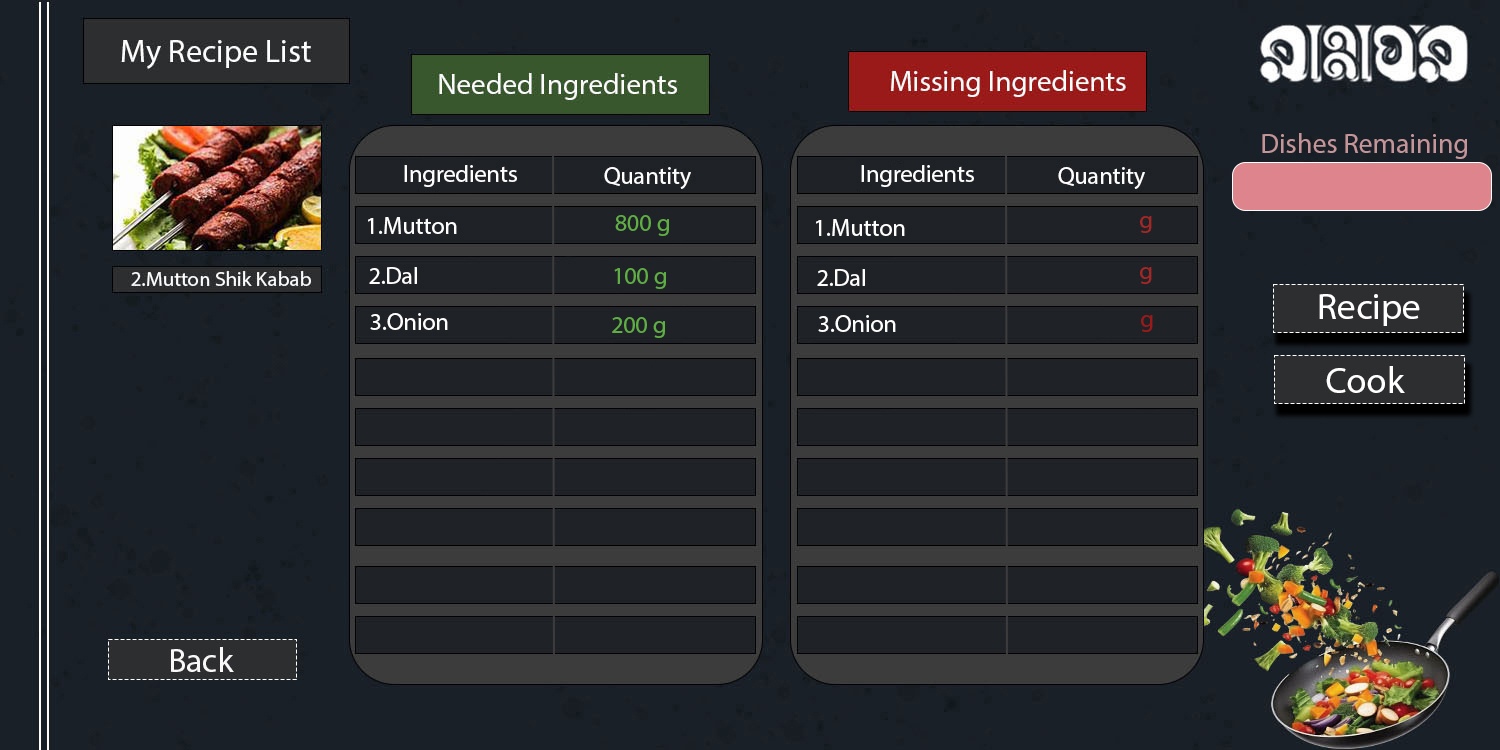 My Recipe List
Needed Ingredients
Missing Ingredients
রান্নাঘর
Dishes Remaining
Ingredients Quantity
1.Mutton 800 g
2.Dal 100 g
3.Onion 200 g
Ingredients Quantity
1.Mutton g
2.Dal g
3.Onion g
2.Mutton Shik Kabab
Recipe
Cook
Back